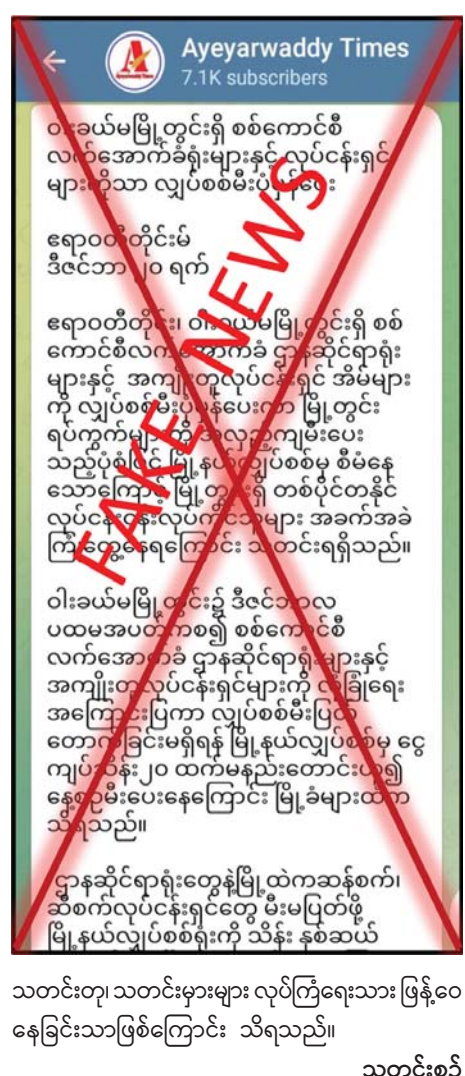 Ayeyarwaddy Times
7.1K subscribers
ဝါးခယ်မမြို့တွင်းရှိ စစ်ကောင်စီ
လက်အောက်ခံရုံးများနှင့် လုပ်ငန်းရှင်
များကိုသာ လျှပ်စစ်မီးပုံမှန်ပေး
ဧရာဝတီတိုင်းမ်
ဒီဇင်ဘာ ၂၀ ရက်
FAKE NEWS
ဧရာဝတီတိုင်း၊ ဝါးခယ်မမြို့တွင်းရှိ စစ်
ကောင်စီလက်အောက်ခံ ဌာနဆိုင်ရာရုံး
များနှင့် အကျိုးတူလုပ်ငန်းရှင် အိမ်များ
ကို လျှပ်စစ်မီးပုံမှန်ပေးကာ မြို့တွင်း
ရပ်ကွက်များကို အလှည့်ကျမီးပေး
သည့်ပုံစံဖြင့် မြို့နယ်လျှပ်စစ်မှ စီမံနေ
သောကြောင့် မြို့တွင်းရှိ တစ်ပိုင်တနိုင်
လုပ်ငန်းခွန်းလုပ်ကိုင်သူများ အခက်အခဲ
ကြုံတွေ့နေရကြောင်း သတင်းရရှိသည်။
ဝါးခယ်မမြို့တွင်း၌ ဒီဇင်ဘာလ
ပထမအပတ်ကစ၍ စစ်ကောင်စီ
လက်အောက်ခံ ဌာနဆိုင်ရာရုံးများနှင့်
အကျိုးတူလုပ်ငန်းရှင်များကို လုံခြုံရေး
အကြောင်းပြကာ လျှပ်စစ်မီးပြတ်
တောက်ခြင်းမရှိရန် မြို့နယ်လျှပ်စစ်မှ ငွေ
ကျပ်သိန်း၂၀ ထက်မနည်းတောင်းယူ၍
နေ့စဉ်မီးပေးနေကြောင်း မြို့ခံများထံက
သိရသည်။
ဌာနဆိုင်ရာရုံးတွေနဲ့မြို့ထဲကဆန်စက်၊
ဆီစက်လုပ်ငန်းရှင်တွေ မီးမပြတ်ဖို့
မြို့နယ်လျှပ်စစ်ရုံးကို သိန်း နှစ်ဆယ်
သတင်းတု၊ သတင်းမှားများ လုပ်ကြံရေးသား ဖြန့်ဝေ
နေခြင်းသာဖြစ်ကြောင်း သိရသည်။
သတင်းစဉ်